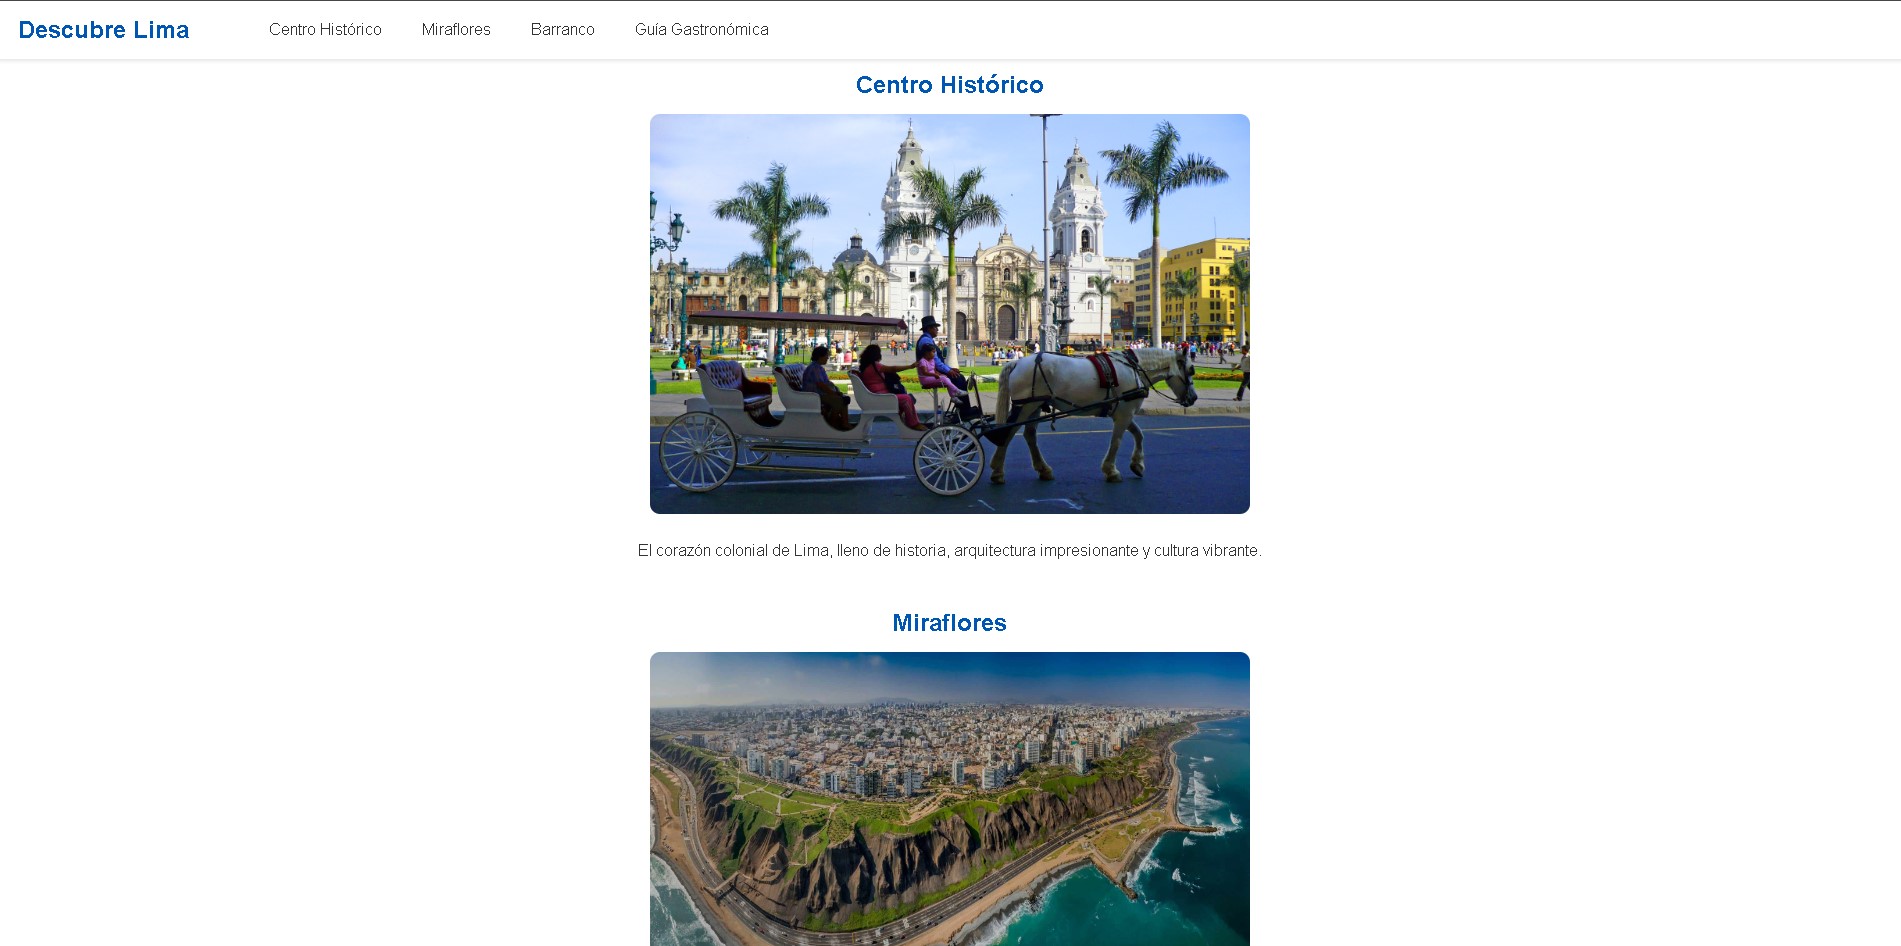 Descubre Lima
Centro Histórico
Miraflores
Barranco
Guía Gastronómica
Centro Histórico
El corazón colonial de Lima, lleno de historia, arquitectura impresionante y cultura vibrante.
Miraflores